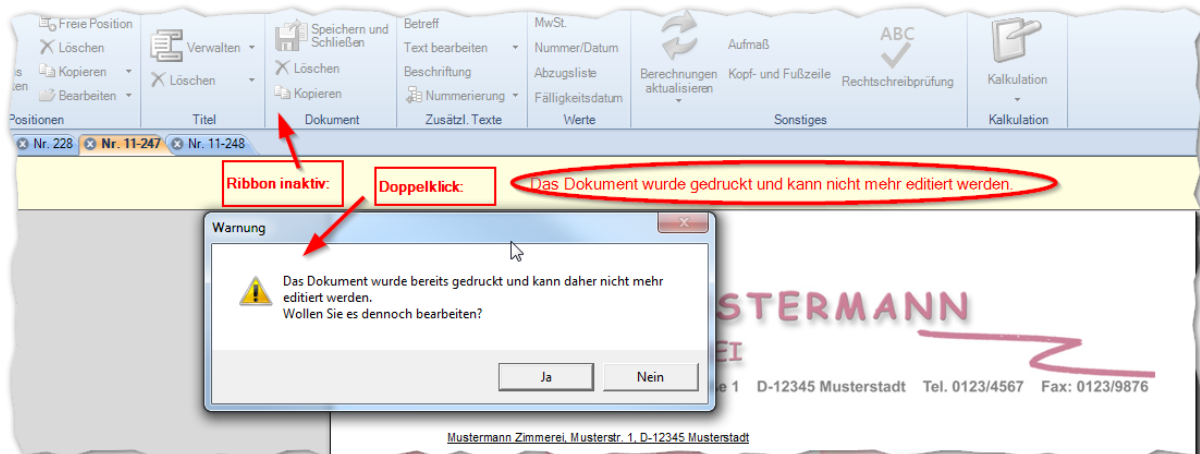 Freie Position
Löschen
Kopieren
Bearbeiten
Positionen
Verwalten
Löschen
Titel
Speichern und
Schließen
Löschen
Kopieren
Dokument
Betreff
Text bearbeiten
Beschriftung
Nummerierung
Zusätzl. Texte
MwSt.
Nummer/Datum
Abzugsliste
Fälligkeitsdatum
Werte
Berechnungen
aktualisieren
Aufmaß
Kopf- und Fußzeile
ABC
Rechtschreibprüfung
Sonstiges
Kalkulation
Kalkulation
Nr. 228
Nr. 11-247
Nr. 11-248
Ribbon inaktiv:
Doppelklick:
Das Dokument wurde gedruckt und kann nicht mehr editiert werden.
Warnung
Das Dokument wurde bereits gedruckt und kann daher nicht mehr
editiert werden.
Wollen Sie es dennoch bearbeiten?
Ja
Nein
STERMANN
EI
e 1 D-12345 Musterstadt Tel. 0123/4567 Fax: 0123/9876
Mustermann Zimmerei, Musterstr. 1, D-12345 Musterstadt